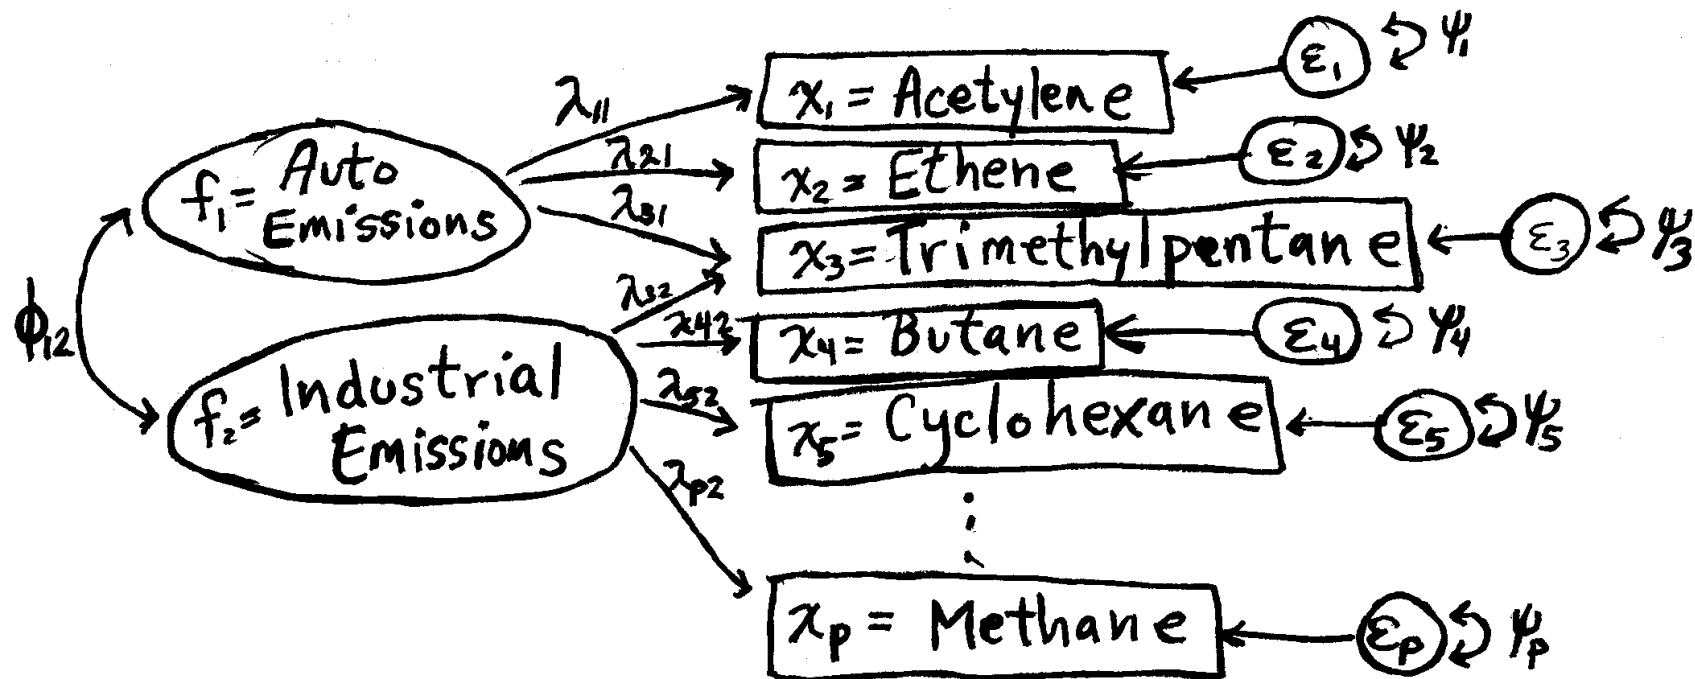 λ₁₁
x₁ = Acetylene
ε₁
ψ₁
f₁ = Auto
Emissions
λ₂₁
x₂ = Ethene
ε₂
ψ₂
λ₃₁
x₃ = Trimethylpentane
ε₃
ψ₃
ϕ₁₂
λ₃₂
λ₄₂
x₄ = Butane
ε₄
ψ₄
f₂ = Industrial
Emissions
λ₅₂
x₅ = Cyclohexane
ε₅
ψ₅
λₚ₂
⋮
xₚ = Methane
εₚ
ψₚ